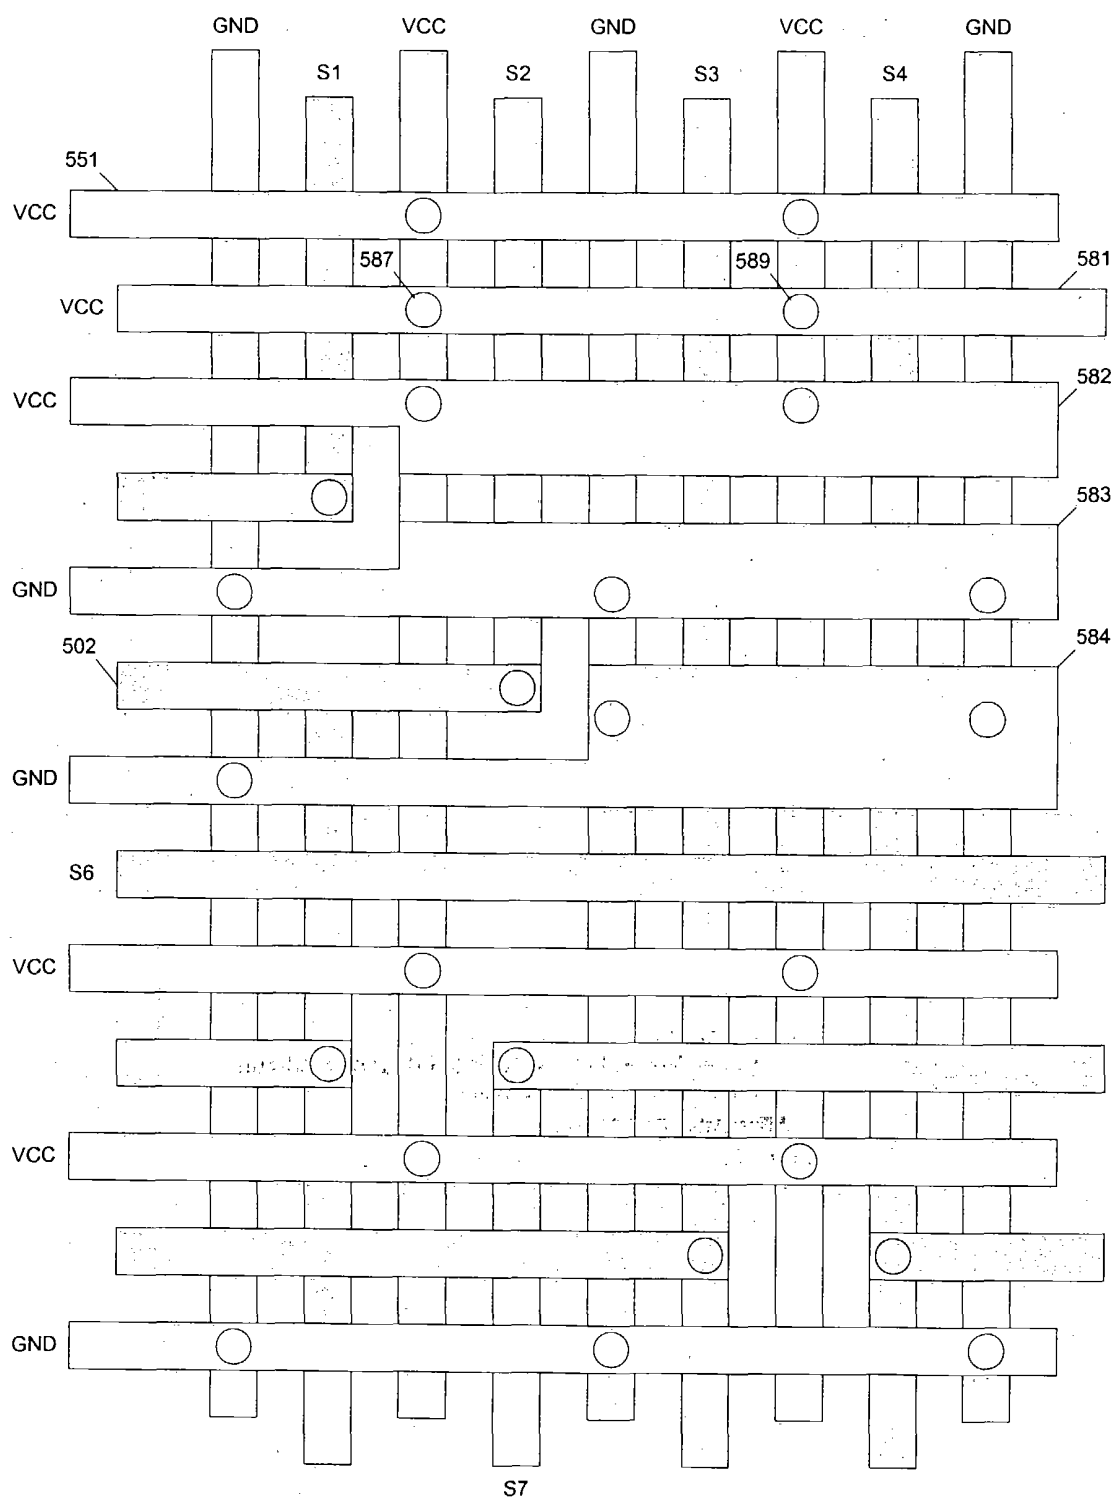 GND VCC GND VCC GND
S1 S2 S3 S4
551
VCC
587 589 581
VCC
VCC 582
583
GND
502 584
GND
S6
VCC
VCC
GND
S7